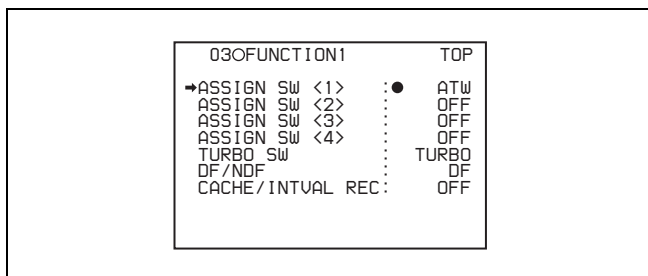 03○FUNCTION1 TOP
➡ASSIGN SW <1> :● ATW
ASSIGN SW <2> : OFF
ASSIGN SW <3> : OFF
ASSIGN SW <4> : OFF
TURBO SW : TURBO
DF/NDF : DF
CACHE/INTVAL REC: OFF